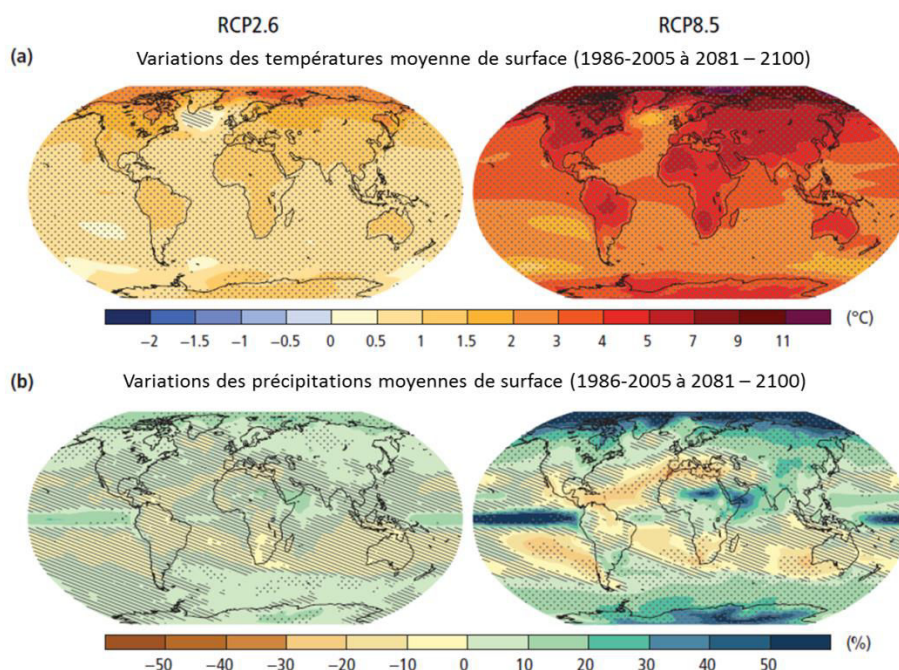 RCP2.6 RCP8.5
(a) Variations des températures moyenne de surface (1986-2005 à 2081 – 2100)
−2 −1.5 −1 −0.5 0 0.5 1 1.5 2 3 4 5 7 9 11 (°C)
(b) Variations des précipitations moyennes de surface (1986-2005 à 2081 – 2100)
−50 −40 −30 −20 −10 0 10 20 30 40 50 (%)